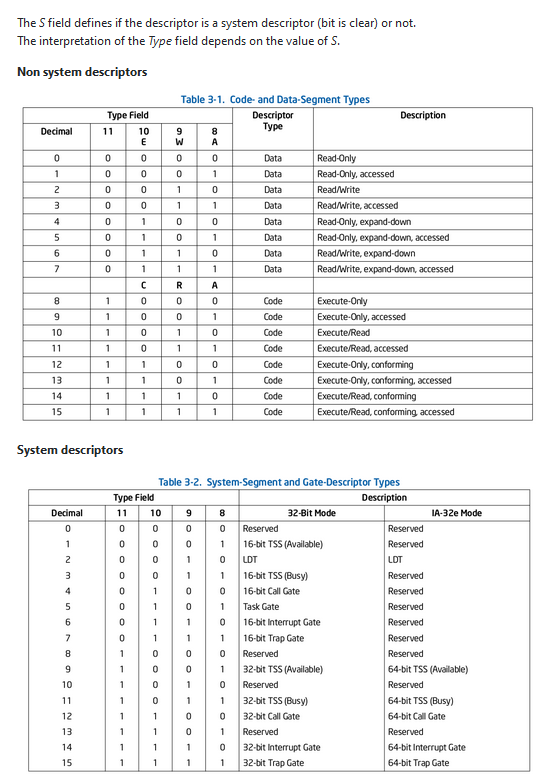 The S field defines if the descriptor is a system descriptor (bit is clear) or not.
The interpretation of the Type field depends on the value of S.
Non system descriptors
Table 3-1. Code- and Data-Segment Types
Type Field Descriptor Type Description
Decimal 11 10 E 9 W 8 A
0 0 0 0 0 Data Read-Only
1 0 0 0 1 Data Read-Only, accessed
2 0 0 1 0 Data Read/Write
3 0 0 1 1 Data Read/Write, accessed
4 0 1 0 0 Data Read-Only, expand-down
5 0 1 0 1 Data Read-Only, expand-down, accessed
6 0 1 1 0 Data Read/Write, expand-down
7 0 1 1 1 Data Read/Write, expand-down, accessed
C R A
8 1 0 0 0 Code Execute-Only
9 1 0 0 1 Code Execute-Only, accessed
10 1 0 1 0 Code Execute/Read
11 1 0 1 1 Code Execute/Read, accessed
12 1 1 0 0 Code Execute-Only, conforming
13 1 1 0 1 Code Execute-Only, conforming, accessed
14 1 1 1 0 Code Execute/Read, conforming
15 1 1 1 1 Code Execute/Read, conforming, accessed
System descriptors
Table 3-2. System-Segment and Gate-Descriptor Types
Type Field Description
Decimal 11 10 9 8 32-Bit Mode IA-32e Mode
0 0 0 0 0 Reserved Reserved
1 0 0 0 1 16-bit TSS (Available) Reserved
2 0 0 1 0 LDT LDT
3 0 0 1 1 16-bit TSS (Busy) Reserved
4 0 1 0 0 16-bit Call Gate Reserved
5 0 1 0 1 Task Gate Reserved
6 0 1 1 0 16-bit Interrupt Gate Reserved
7 0 1 1 1 16-bit Trap Gate Reserved
8 1 0 0 0 Reserved Reserved
9 1 0 0 1 32-bit TSS (Available) 64-bit TSS (Available)
10 1 0 1 0 Reserved Reserved
11 1 0 1 1 32-bit TSS (Busy) 64-bit TSS (Busy)
12 1 1 0 0 32-bit Call Gate 64-bit Call Gate
13 1 1 0 1 Reserved Reserved
14 1 1 1 0 32-bit Interrupt Gate 64-bit Interrupt Gate
15 1 1 1 1 32-bit Trap Gate 64-bit Trap Gate